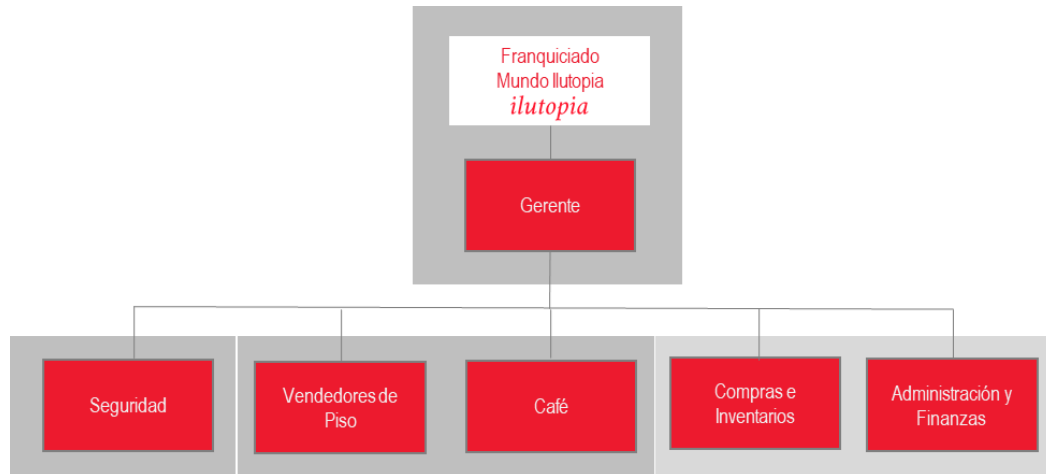 Franquiciado
Mundo Ilutopia
ilutopia
Gerente
Seguridad
Vendedores de
Piso
Café
Compras e
Inventarios
Administración y
Finanzas